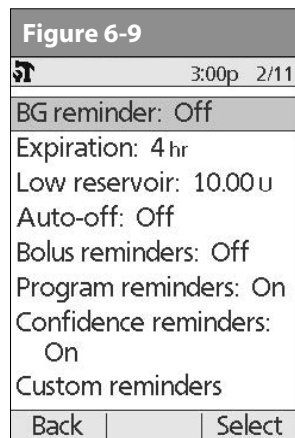 Figure 6-9
3:00p 2/11
BG reminder: Off
Expiration: 4 hr
Low reservoir: 10.00 U
Auto-off: Off
Bolus reminders: Off
Program reminders: On
Confidence reminders:
On
Custom reminders
Back Select